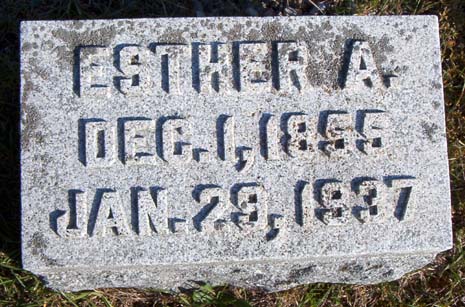 ESTHER A.
DEC. 1, 1855
JAN. 29, 1937